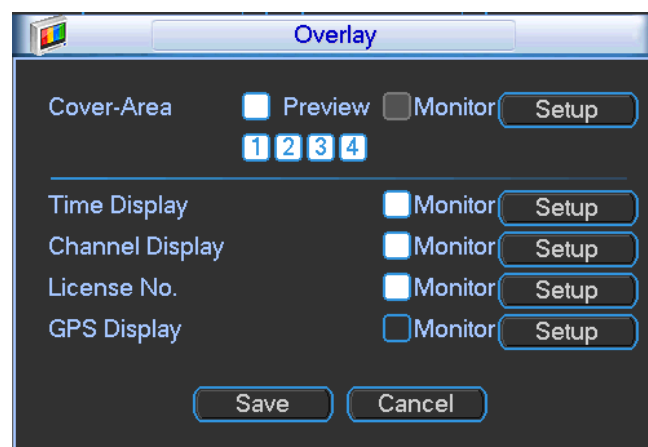 Overlay
Cover-Area Preview Monitor Setup
1 2 3 4
Time Display Monitor Setup
Channel Display Monitor Setup
License No. Monitor Setup
GPS Display Monitor Setup
Save Cancel